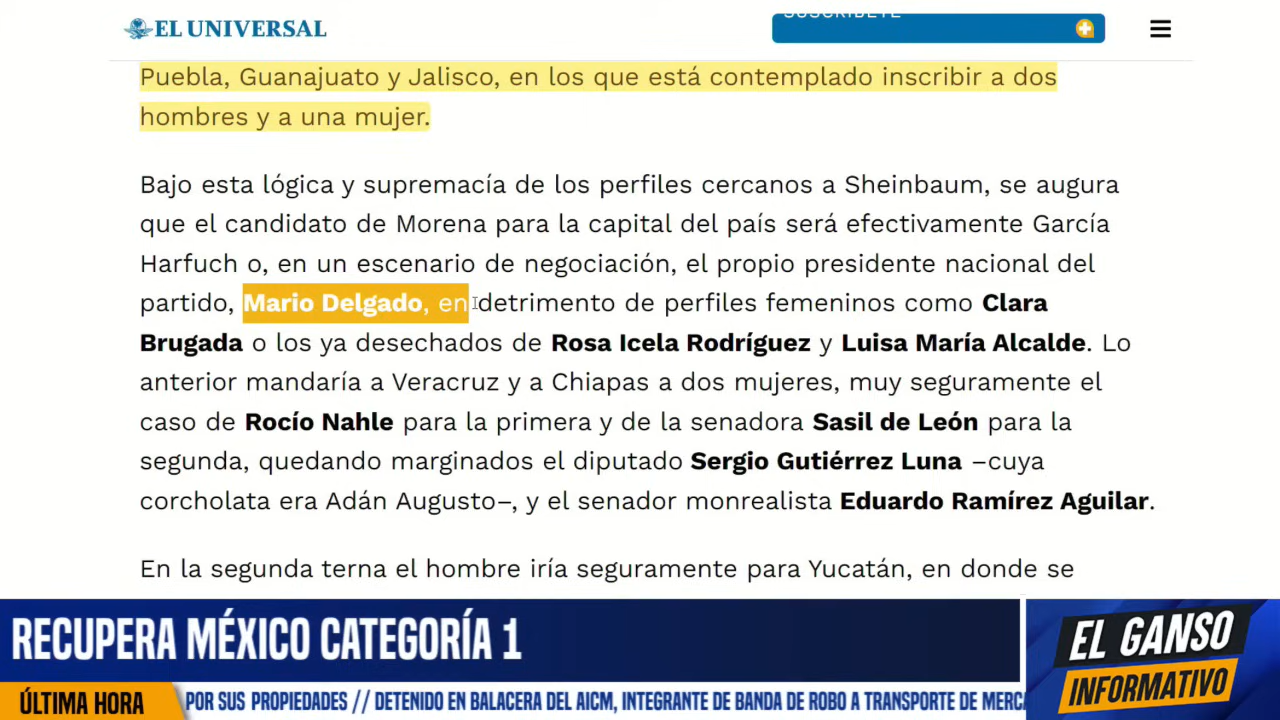 EL UNIVERSAL
SUSCRÍBETE
Puebla, Guanajuato y Jalisco, en los que está contemplado inscribir a dos
hombres y a una mujer.
Bajo esta lógica y supremacía de los perfiles cercanos a Sheinbaum, se augura
que el candidato de Morena para la capital del país será efectivamente García
Harfuch o, en un escenario de negociación, el propio presidente nacional del
partido, Mario Delgado, en detrimento de perfiles femeninos como Clara
Brugada o los ya desechados de Rosa Icela Rodríguez y Luisa María Alcalde. Lo
anterior mandaría a Veracruz y a Chiapas a dos mujeres, muy seguramente el
caso de Rocío Nahle para la primera y de la senadora Sasil de León para la
segunda, quedando marginados el diputado Sergio Gutiérrez Luna –cuya
corcholata era Adán Augusto–, y el senador monrealista Eduardo Ramírez Aguilar.
En la segunda terna el hombre iría seguramente para Yucatán, en donde se
RECUPERA MÉXICO CATEGORÍA 1
EL GANSO
INFORMATIVO
ÚLTIMA HORA
POR SUS PROPIEDADES // DETENIDO EN BALACERA DEL AICM, INTEGRANTE DE BANDA DE ROBO A TRANSPORTE DE MERCA